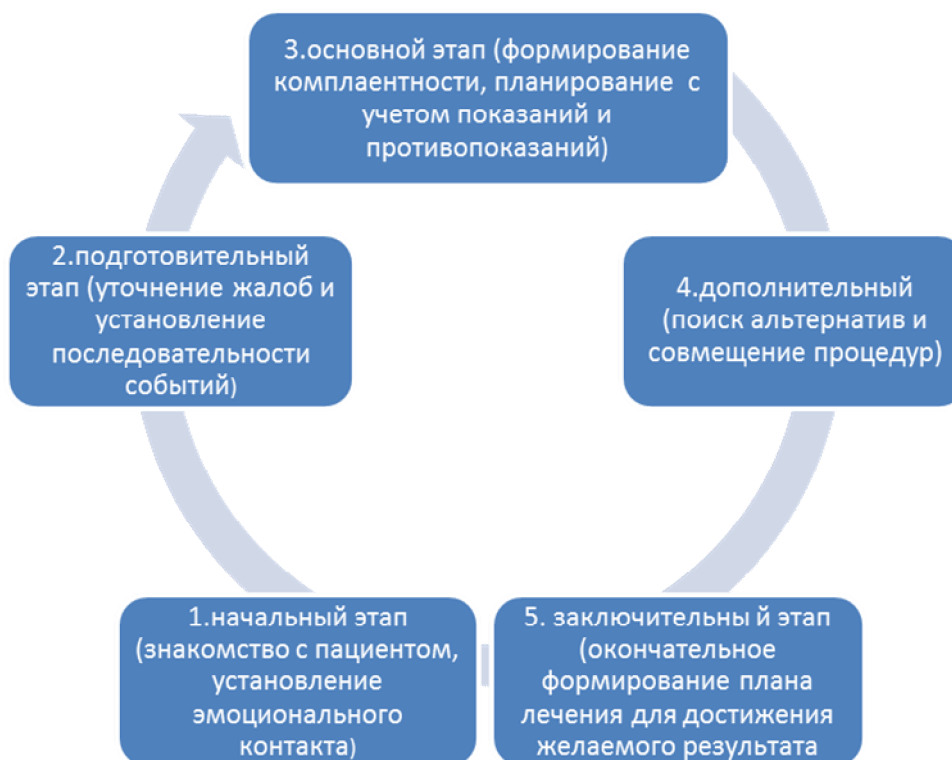 3.основной этап (формирование
комплаентности, планирование с
учетом показаний и
противопоказаний)
2.подготовительный
этап (уточнение жалоб и
установление
последовательности
событий)
4.дополнительный
(поиск альтернатив и
совмещение процедур)
1.начальный этап
(знакомство с пациентом,
установление
эмоционального
контакта)
5. заключительны й этап
(окончательное
формирование плана
лечения для достижения
желаемого результата